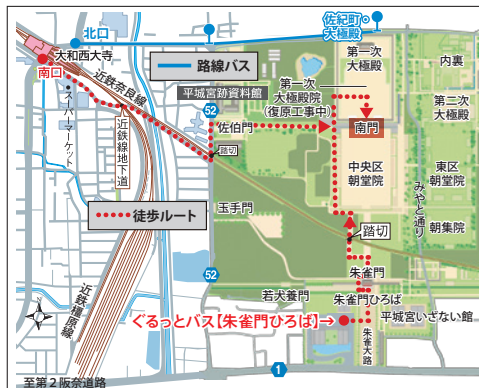 北口
大和西大寺
南口
近鉄奈良線
スーパーマーケット
近鉄線地下道
路線バス
平城宮跡資料館
佐紀町・
大極殿
第一次
大極殿
内裏
第一次
大極殿院
(復原工事中)
第二次
大極殿
52
佐伯門
南門
踏切
中央区
朝堂院
東区
朝堂院
みやと通り
徒歩ルート
玉手門
踏切
朝集院
近鉄橿原線
52
朱雀門
若犬養門
朱雀門ひろば
ぐるっとバス【朱雀門ひろば】→
平城宮いざない館
朱雀大路
1
至第2阪奈道路